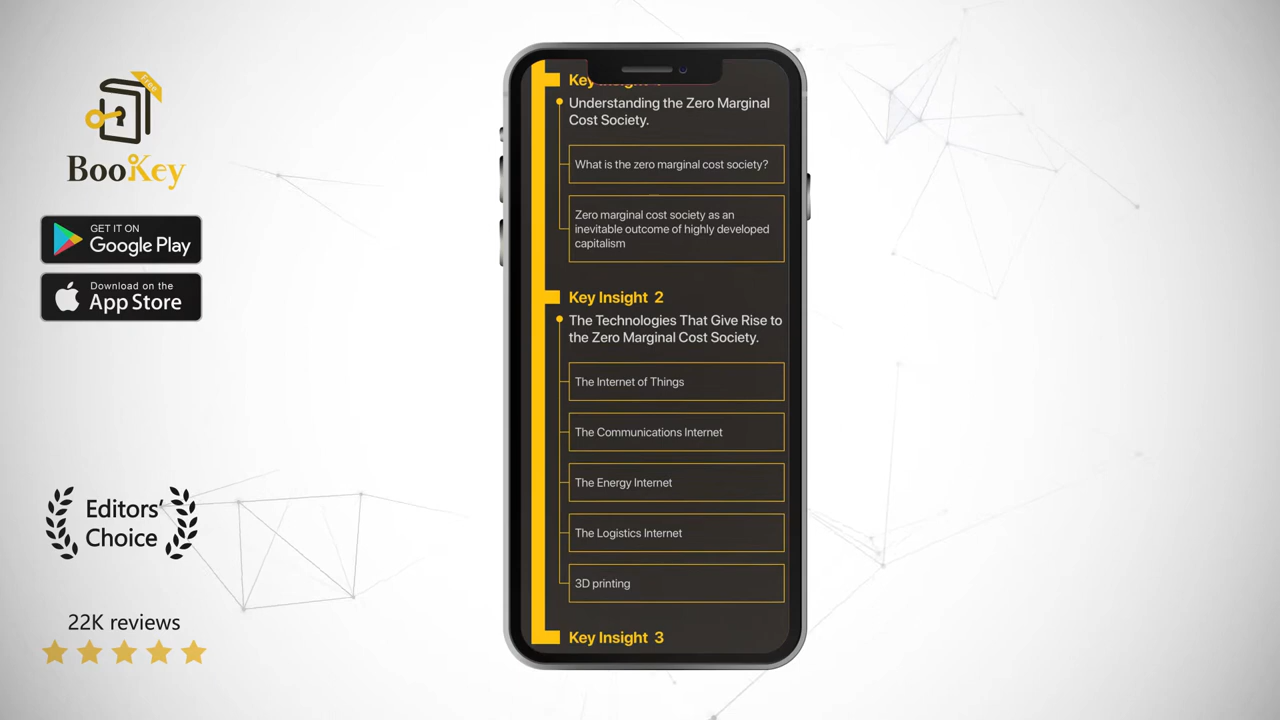 Free
BooKey
GET IT ON
Google Play
Download on the
App Store
Editors'
Choice
22K reviews
Key Insight
Understanding the Zero Marginal
Cost Society.
What is the zero marginal cost society?
Zero marginal cost society as an
inevitable outcome of highly developed
capitalism
Key Insight 2
The Technologies That Give Rise to
the Zero Marginal Cost Society.
The Internet of Things
The Communications Internet
The Energy Internet
The Logistics Internet
3D printing
Key Insight 3